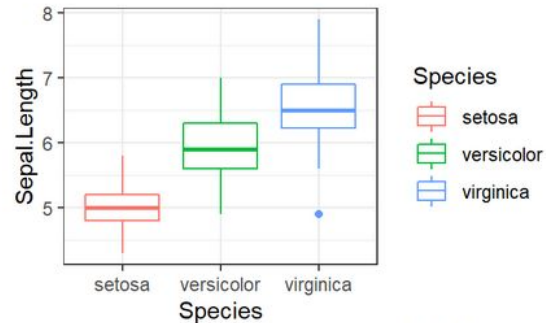 8
7
6
5
Sepal.Length
setosa versicolor virginica
Species
Species
setosa
versicolor
virginica